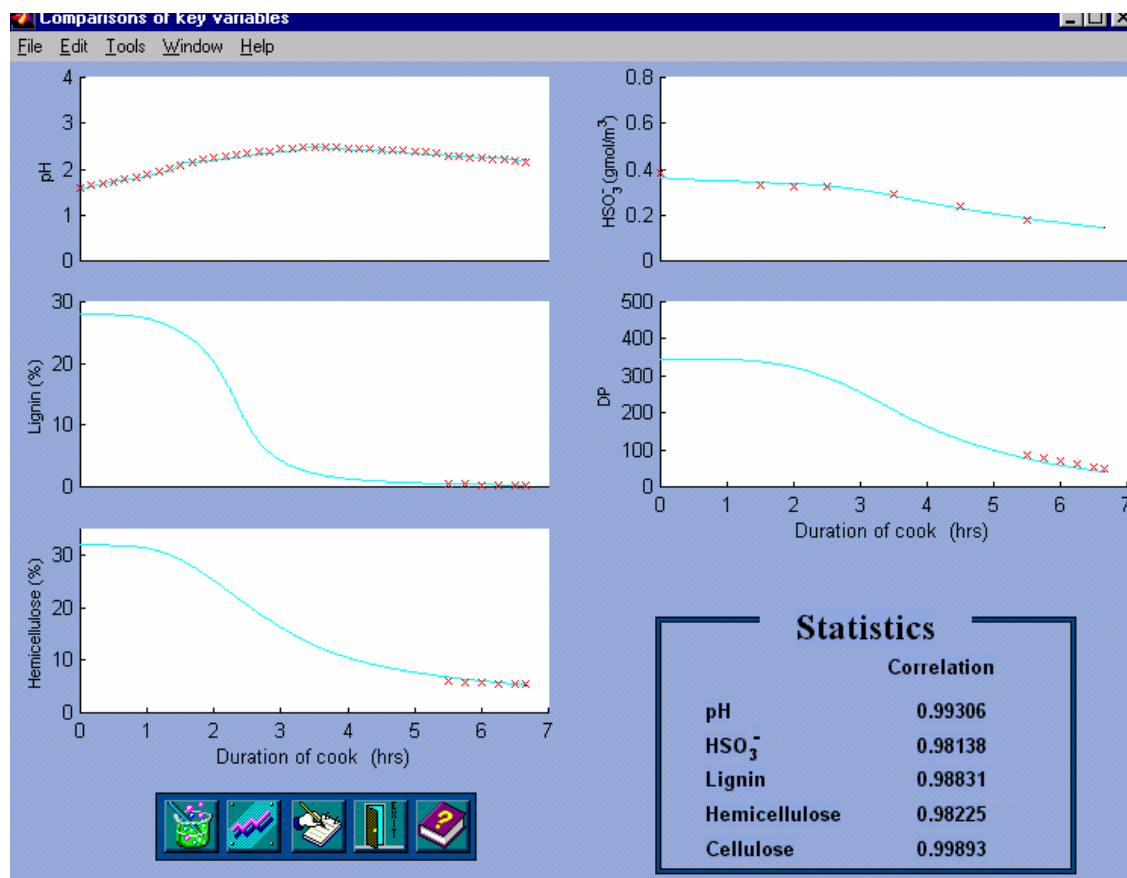 Comparisons of key variables
File Edit Tools Window Help
4
3
2
1
0
pH
0.8
0.6
0.4
0.2
0
HSO₃⁻ (gmol/m³)
30
20
10
0
Lignin (%)
500
400
300
200
100
0
DP
0 1 2 3 4 5 6 7
Duration of cook (hrs)
30
20
10
0
Hemicellulose (%)
0 1 2 3 4 5 6 7
Duration of cook (hrs)
Statistics
Correlation
pH 0.99306
HSO₃⁻ 0.98138
Lignin 0.98831
Hemicellulose 0.98225
Cellulose 0.99893
EXIT
?